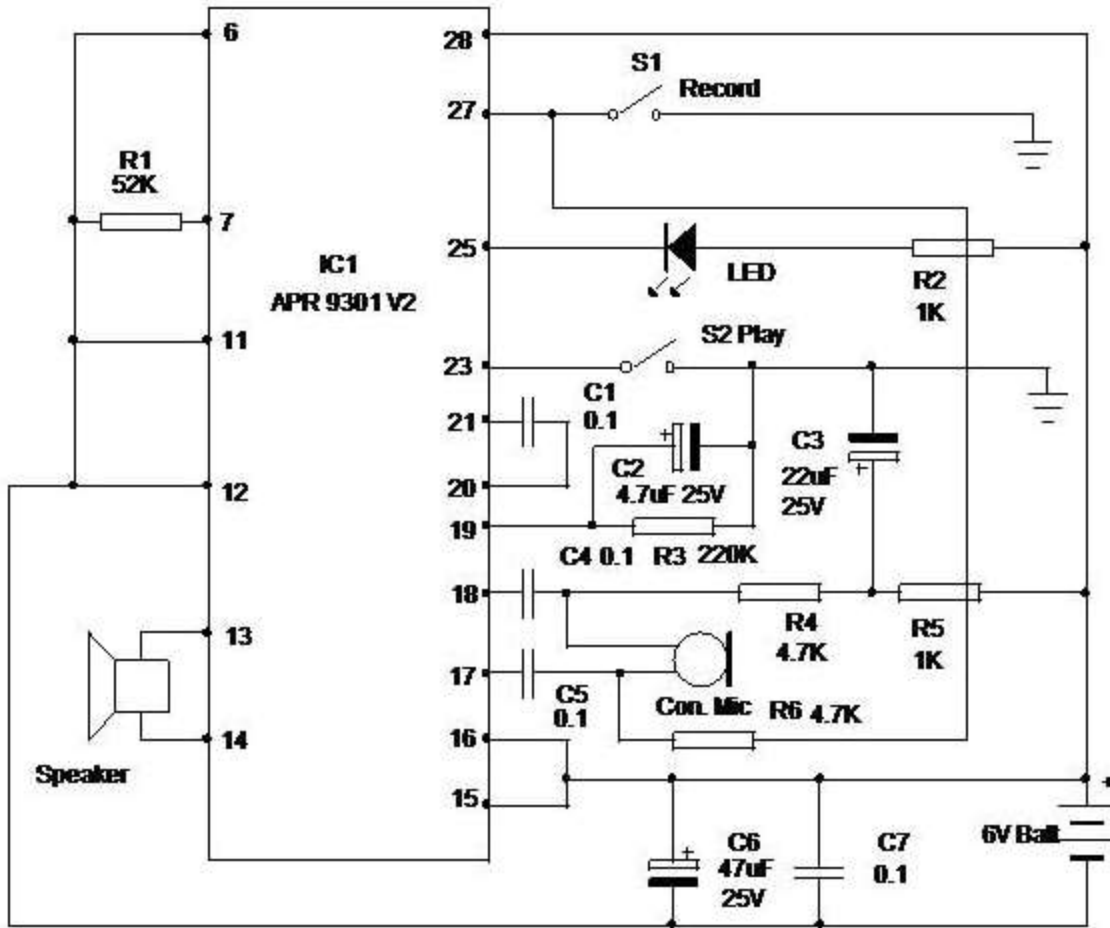 6
28
S1
Record
27
R1
52K
7
25
IC1
APR 9301 V2
LED
R2
1K
11
S2 Play
23
C1
0.1
21
+
C2
4.7uF 25V
C3
22uF
25V
+
20
12
19
C4 0.1
R3
220K
18
R4
4.7K
R5
1K
13
17
C5
0.1
Con. Mic
R6
4.7K
14
16
Speaker
15
+
C6
47uF
25V
+
C7
0.1
6V Batt